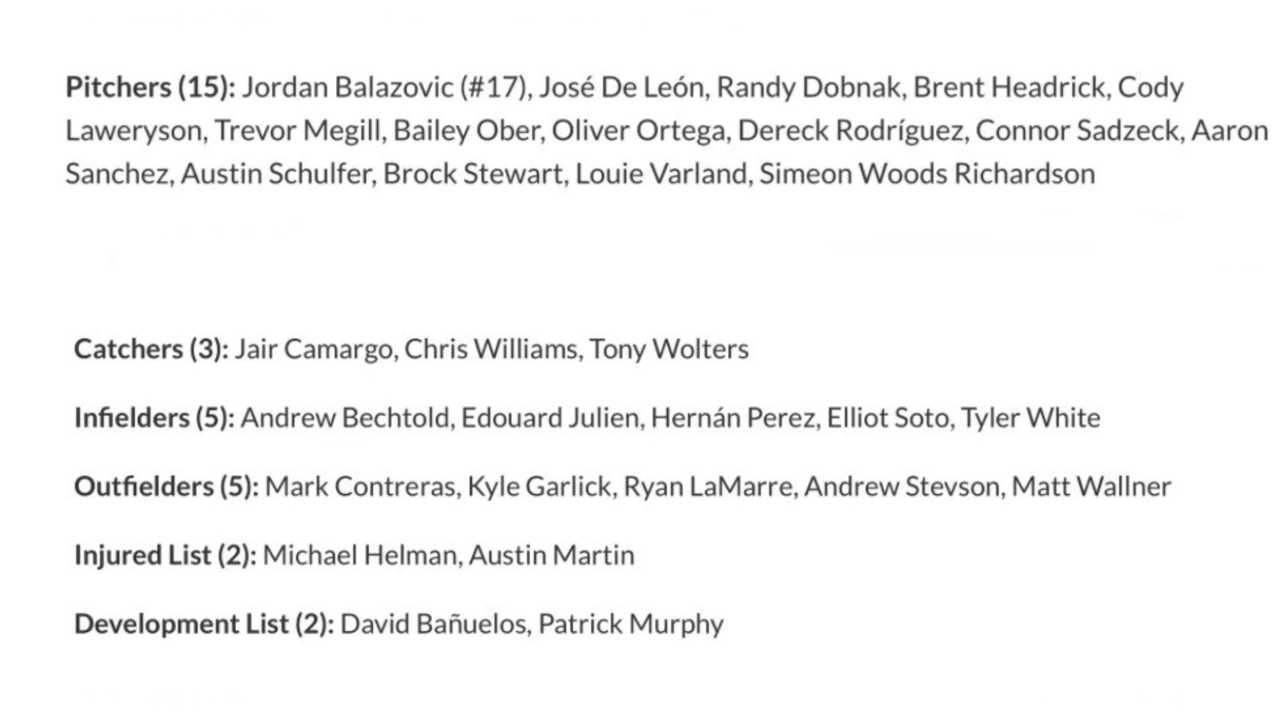 Pitchers (15): Jordan Balazovic (#17), José De León, Randy Dobnak, Brent Headrick, Cody
Laweryson, Trevor Megill, Bailey Ober, Oliver Ortega, Dereck Rodríguez, Connor Sadzeck, Aaron
Sanchez, Austin Schulfer, Brock Stewart, Louie Varland, Simeon Woods Richardson
Catchers (3): Jair Camargo, Chris Williams, Tony Wolters
Infielders (5): Andrew Bechtold, Edouard Julien, Hernán Perez, Elliot Soto, Tyler White
Outfielders (5): Mark Contreras, Kyle Garlick, Ryan LaMarre, Andrew Stevson, Matt Wallner
Injured List (2): Michael Helman, Austin Martin
Development List (2): David Bañuelos, Patrick Murphy